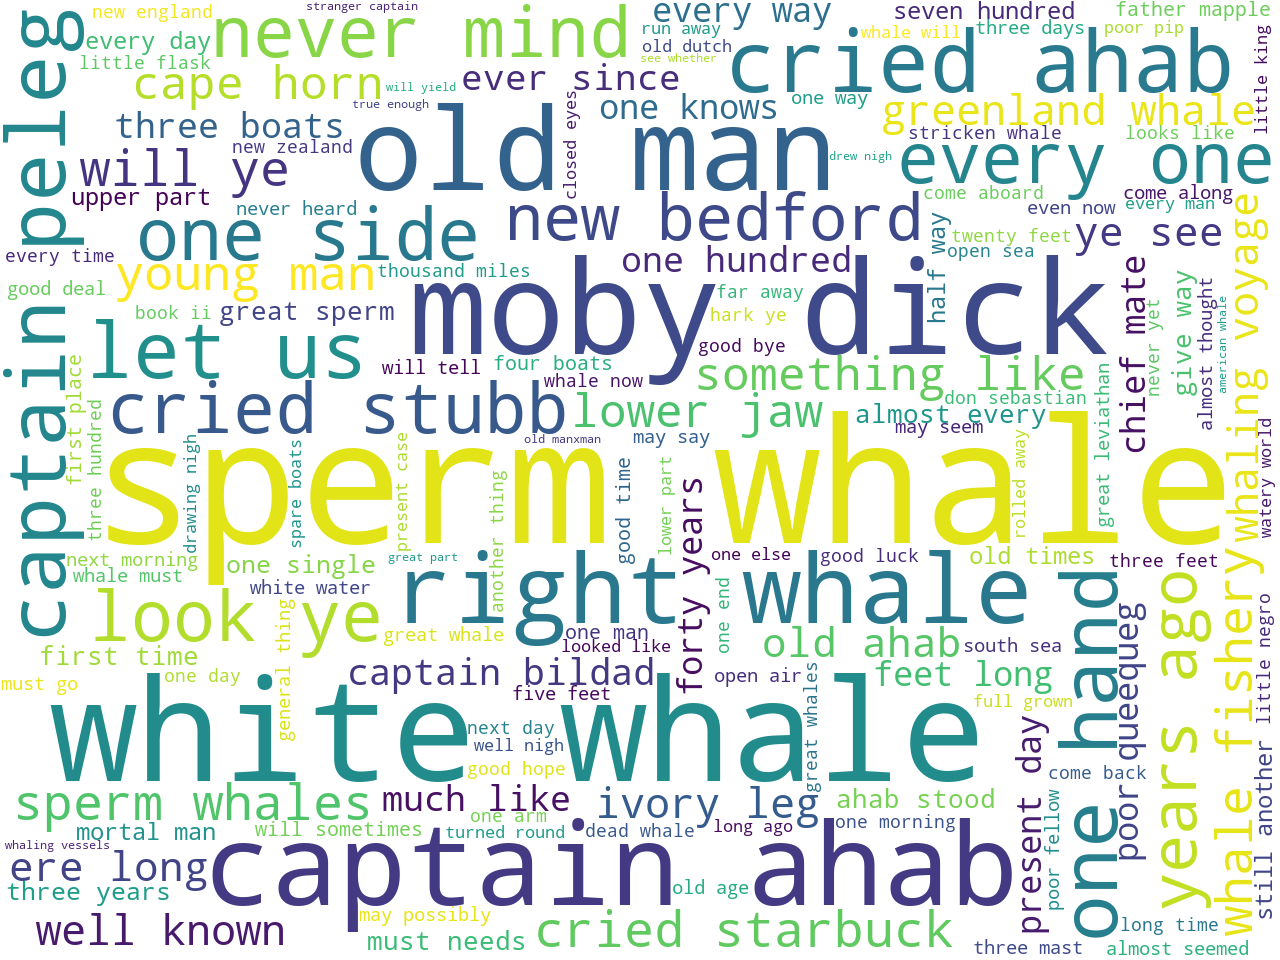 new england
stranger captain
never mind
every way
seven hundred
father mapple
every day
run away
whale will
three days
poor pip
old dutch
little flask
see whether
cried ahab
little king
cape horn
will yield
ever since
captain peleg
true enough
closed eyes
one knows
one way
greenland whale
three boats
old man
stricken whale
looks like
new zealand
will ye
drew nigh
every one
upper part
come aboard
come along
never heard
new bedford
even now
every man
one side
half way
twenty feet
ye see
whaling voyage
every time
one hundred
open sea
young man
thousand miles
moby dick
chief mate
give way
good deal
far away
almost thought
book ii
great sperm
hark ye
never yet
american whale
let us
good bye
will tell
four boats
something like
whale now
first place
great leviathan
cried stubb
lower jaw
don sebastian
almost every
three hundred
may seem
old manxman
may say
sperm whale
rolled away
watery world
drawing nigh
spare boats
present case
another thing
good time
lower part
forty years
next morning
one single
great part
one else
good luck
old times
three feet
whale must
right whale
white water
one end
one hand
years ago
whale fishery
look ye
general thing
great whale
one man
looked like
old ahab
south sea
poor queequeg
little negro
first time
captain bildad
feet long
must go
one day
five feet
open air
great whales
full grown
white whale
next day
present day
well nigh
good hope
come back
still another
sperm whales
much like
ivory leg
ahab stood
mortal man
will sometimes
one arm
turned round
dead whale
long ago
one morning
whaling vessels
poor fellow
ere long
captain ahab
three years
old age
well known
may possibly
must needs
cried starbuck
long time
three mast
almost seemed